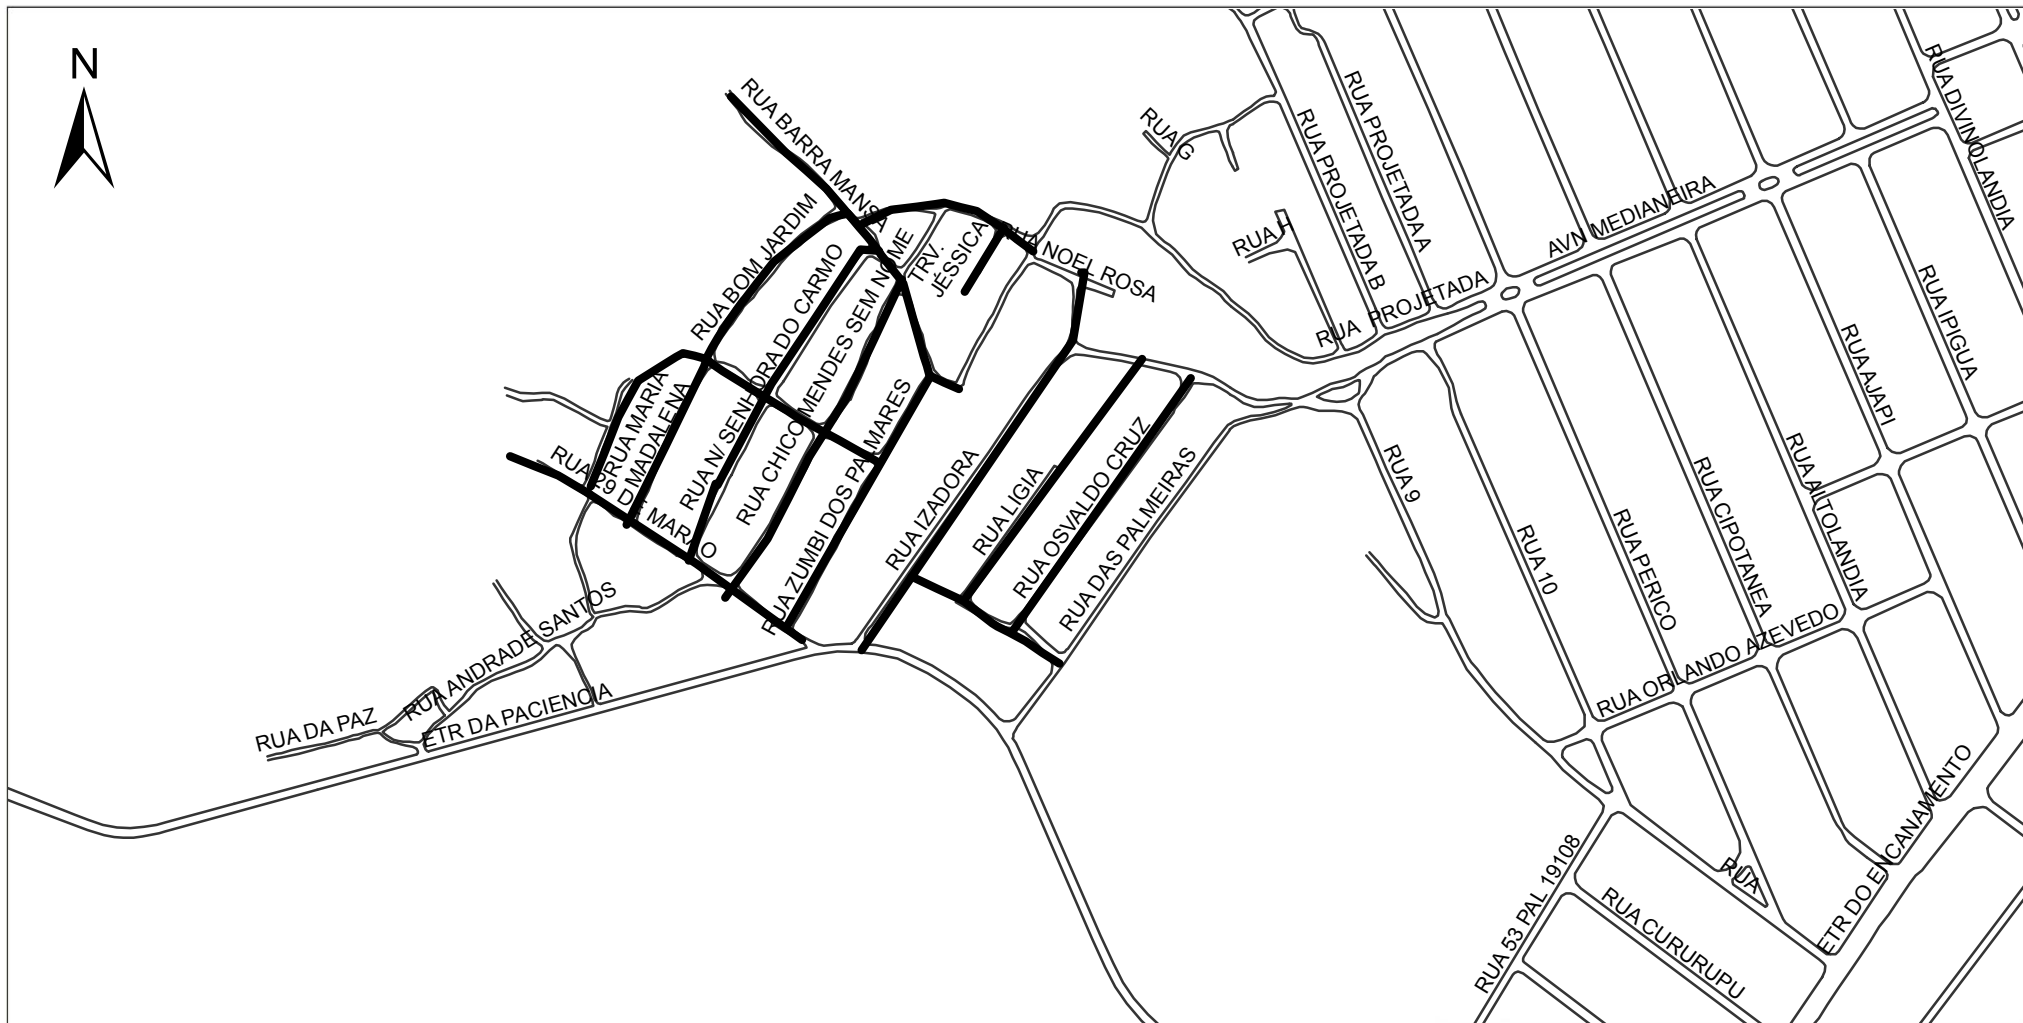 N
RUA BARRA MANSA
RUA G
RUA PROJETADA A
RUA PROJETADA B
RUA DIVINOLANDIA
RUA BOM JARDIM
RUA H
AVN MEDIANEIRA
RUA NOEL ROSA
TRV.
JÉSSICA
RUA PROJETADA
RUA IPIGUA
RUA AJAPI
RUA MARIA
MADALENA
RUA N/ SENHORA DO CARMO
RUA CHICO MENDES SEM NOME
RUA ZUMBI DOS PALMARES
RUA IZADORA
RUA LIGIA
RUA OSVALDO CRUZ
RUA DAS PALMEIRAS
RUA 9
RUA 10
RUA PERICO
RUA CIPOTANEA
RUA ALTOLANDIA
RUA 29 DE MARÇO
RUA ANDRADE SANTOS
RUA DA PAZ
ETR DA PACIENCIA
RUA ORLANDO AZEVEDO
RUA
ETR DO ENCANAMENTO
RUA 53 PAL 19108
RUA CURURUPU